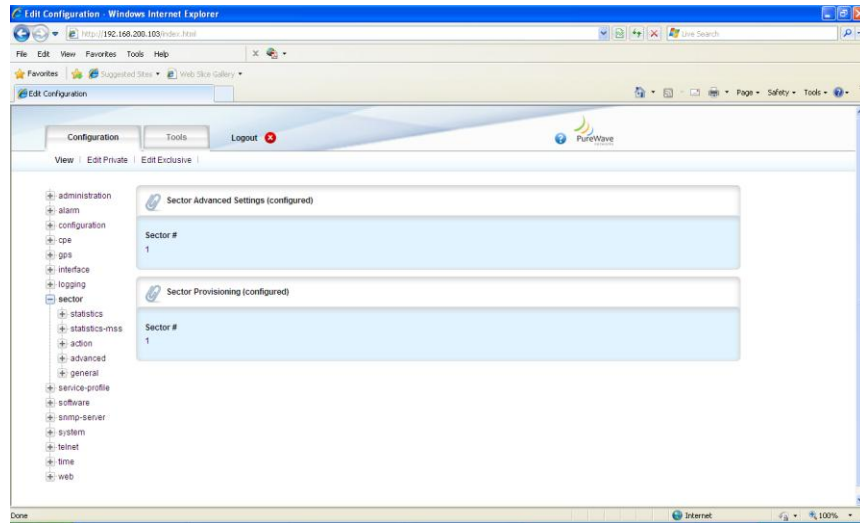 Edit Configuration - Windows Internet Explorer
http://192.168.200.103/index.html
Live Search
File Edit View Favorites Tools Help
Favorites Suggested Sites Web Slice Gallery
Edit Configuration
Page Safety Tools
Configuration Tools Logout
PureWave
View Edit Private Edit Exclusive
administration
alarm
configuration
cpe
gps
interface
logging
sector
statistics
statistics-mss
action
advanced
general
service-profile
software
snmp-server
system
telnet
time
web
Sector Advanced Settings (configured)
Sector #
1
Sector Provisioning (configured)
Sector #
1
Done
Internet
100%